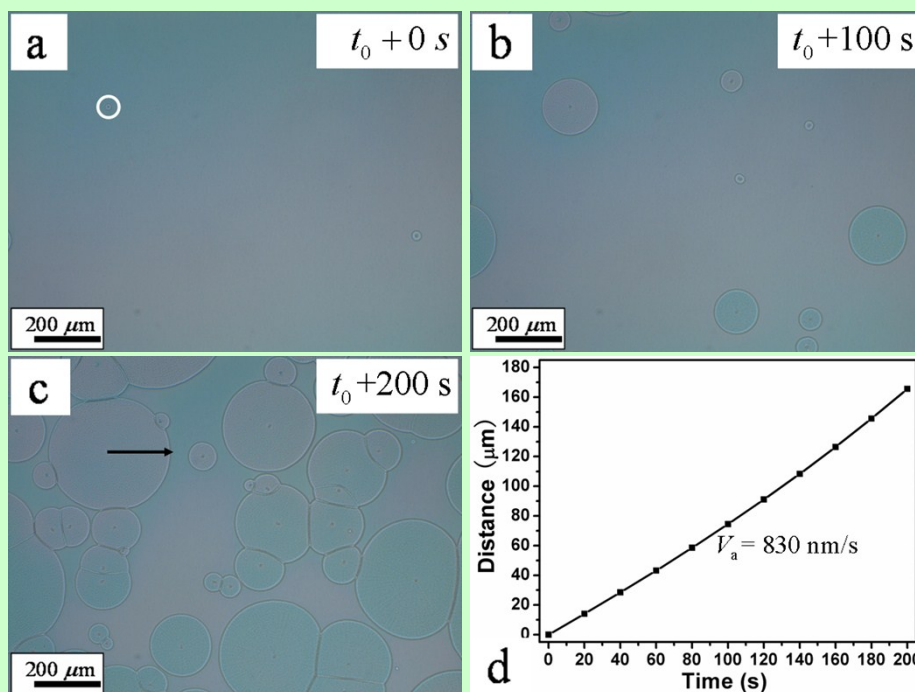 a
t₀ + 0 s
200 μm
b
t₀ +100 s
200 μm
c
t₀ +200 s
200 μm
180
160
140
120
100
80
60
40
20
0
Distance (μm)
Vₐ = 830 nm/s
d
0 20 40 60 80 100 120 140 160 180 200
Time (s)